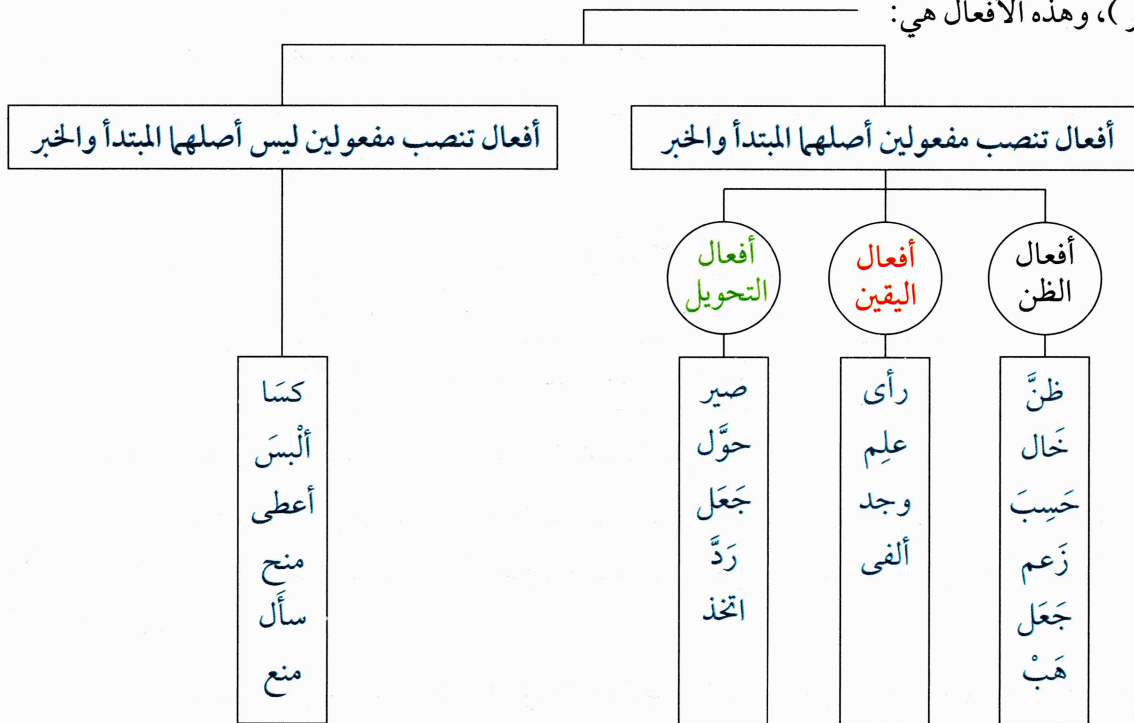 ر )، وهذه الأفعال هي:
أفعال تنصب مفعولين أصلهما المبتدأ والخبر
أفعال
الظن
ظنَّ
خَال
حَسِبَ
زَعم
جَعَل
هَبْ
أفعال
اليقين
رأى
علِم
وجد
ألفى
أفعال
التحويل
صير
حوَّل
جَعَل
رَدَّ
اتخذ
أفعال تنصب مفعولين ليس أصلهما المبتدأ والخبر
كسَا
ألْبسَ
أعطى
منح
سأَل
منع